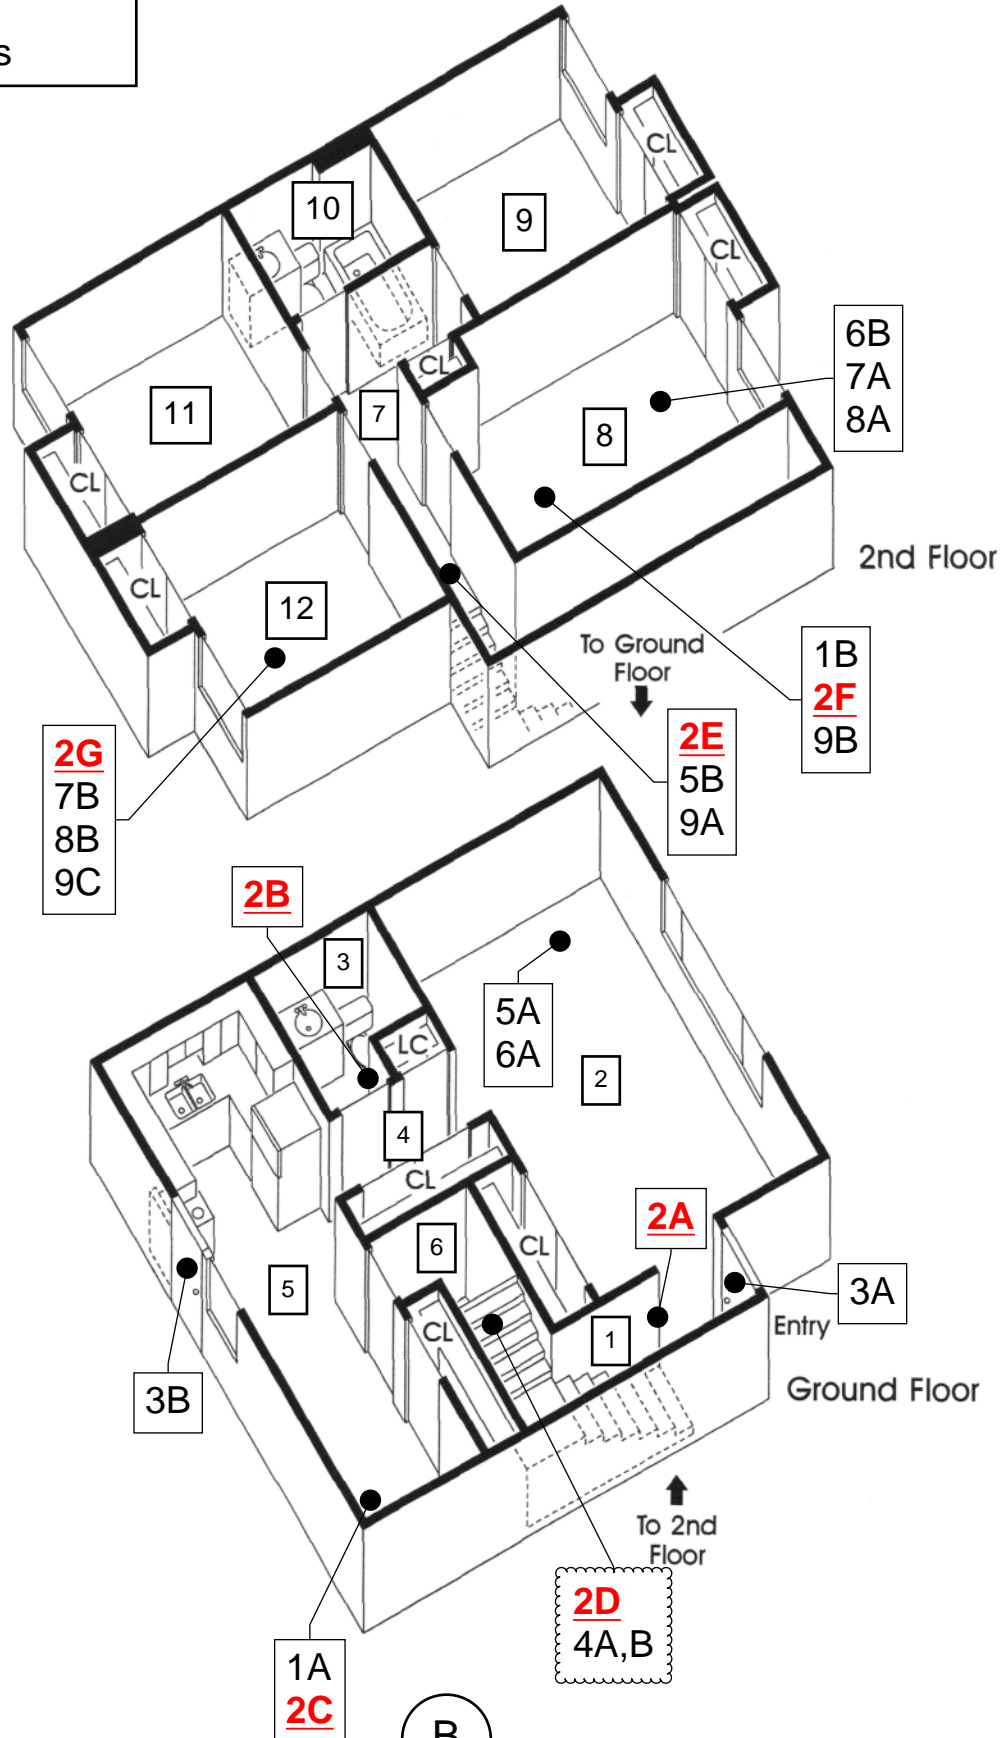 s
CL
10
9
CL
6B
7A
8A
CL
7
11
8
CL
2nd Floor
CL
12
To Ground
Floor
1B
2F
9B
2E
5B
9A
2G
7B
8B
9C
2B
3
5A
6A
LC
2
4
CL
2A
6
CL
5
3A
Entry
1
CL
3B
Ground Floor
To 2nd
Floor
2D
4A,B
1A
2C
B